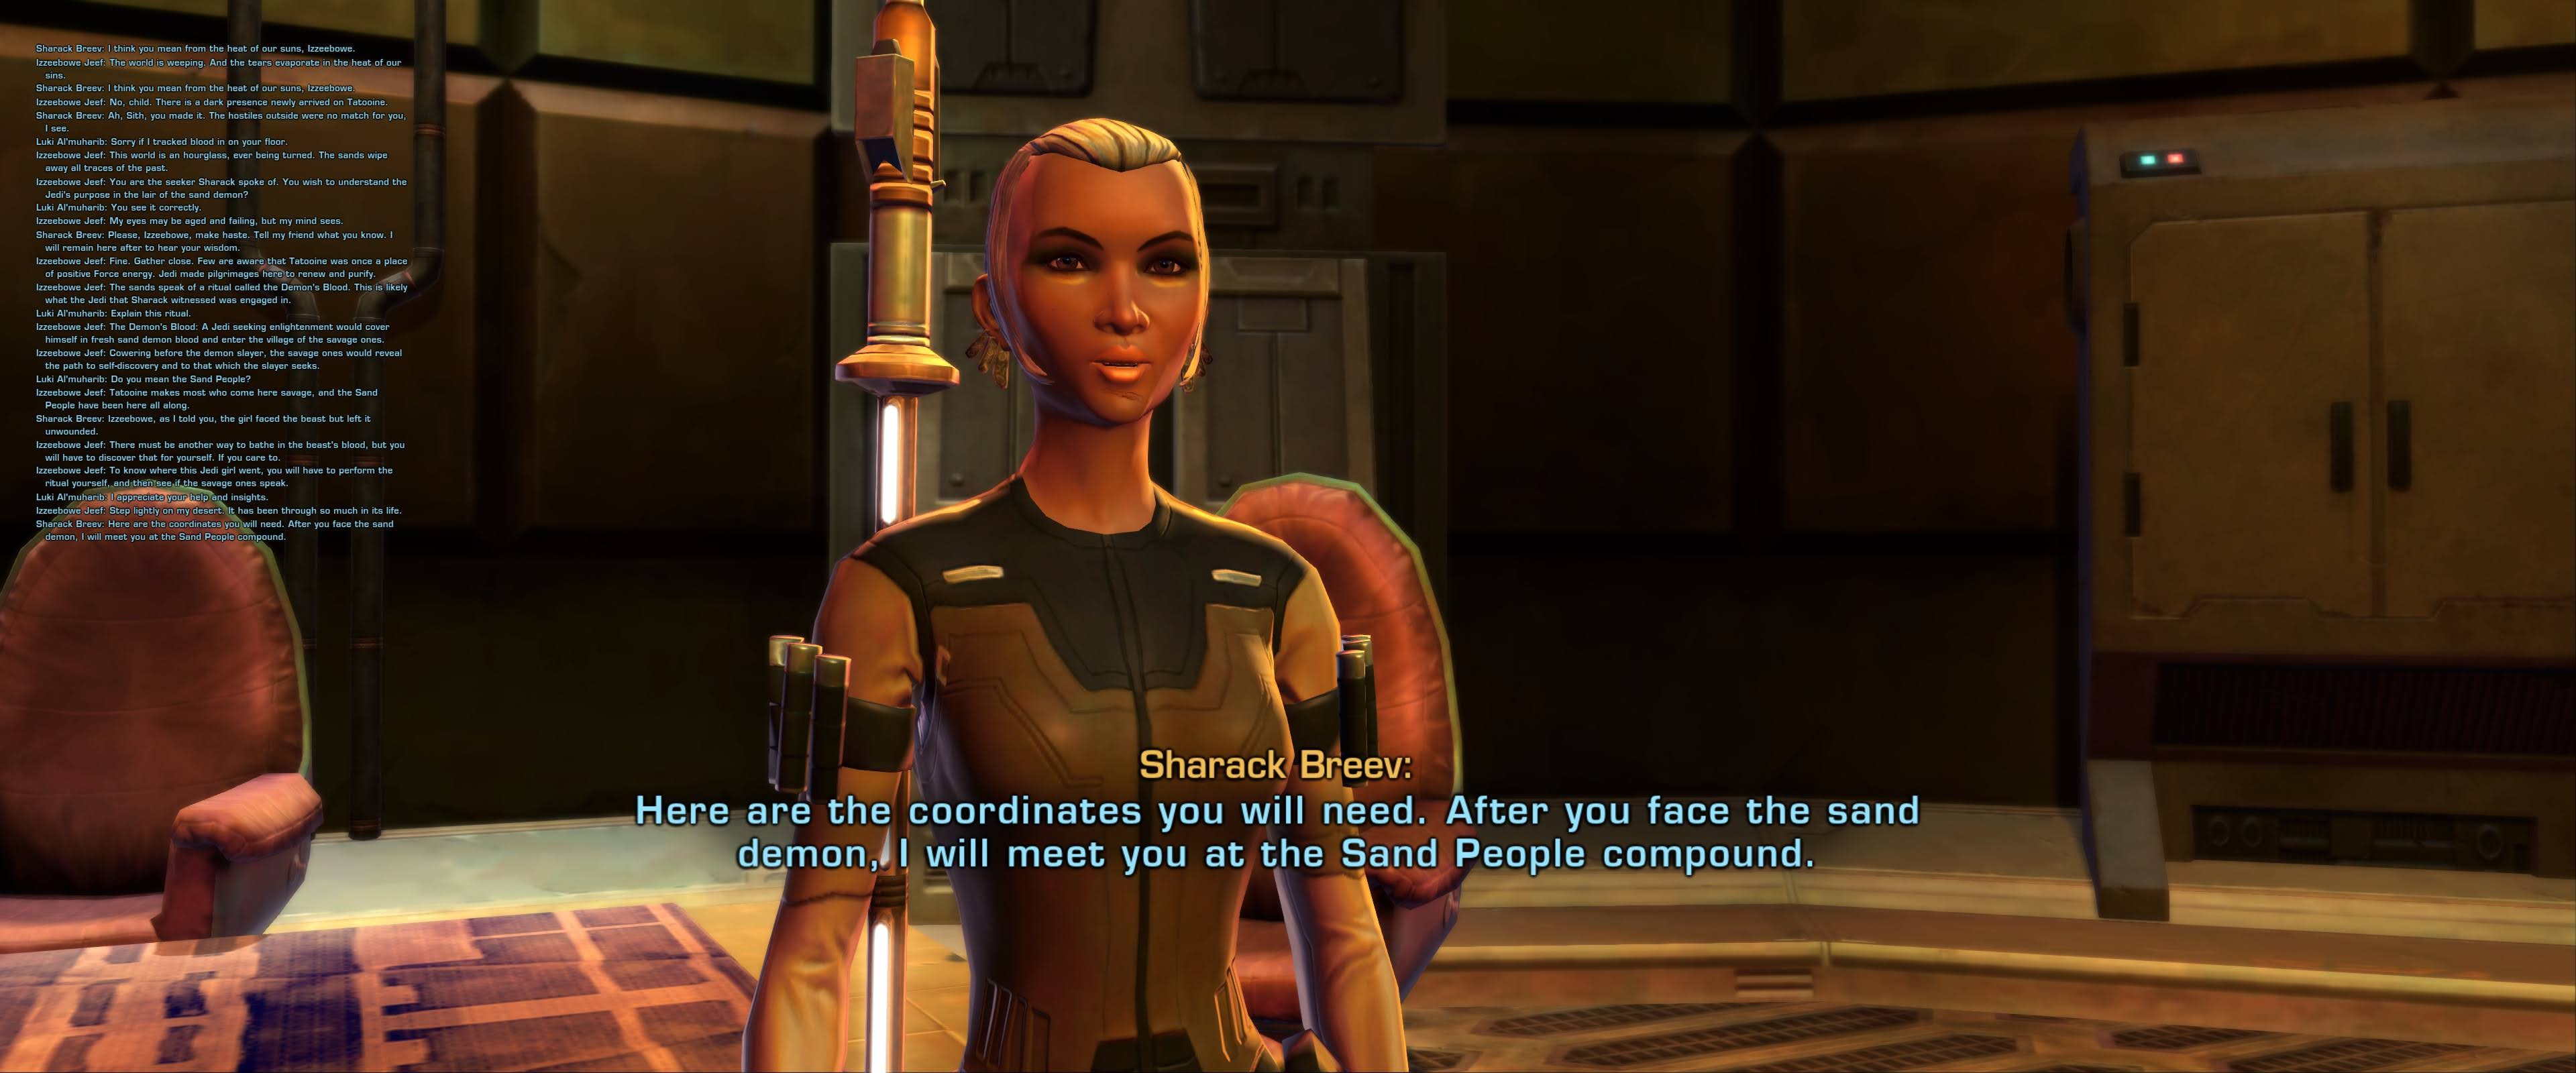 Sharack Breev: I think you mean from the heat of our suns, Izzeebowe.
Izzeebowe Jeef: The world is weeping. And the tears evaporate in the heat of our
sins.
Sharack Breev: I think you mean from the heat of our suns, Izzeebowe.
Izzeebowe Jeef: No, child. There is a dark presence newly arrived on Tatooine.
Sharack Breev: Ah, Sith, you made it. The hostiles outside were no match for you,
I see.
Luki Al'muharib: Sorry if I tracked blood in on your floor.
Izzeebowe Jeef: This world is an hourglass, ever being turned. The sands wipe
away all traces of the past.
Izzeebowe Jeef: You are the seeker Sharack spoke of. You wish to understand the
Jedi's purpose in the lair of the sand demon?
Luki Al'muharib: You see it correctly.
Izzeebowe Jeef: My eyes may be aged and failing, but my mind sees.
Sharack Breev: Please, Izzeebowe, make haste. Tell my friend what you know. I
will remain here after to hear your wisdom.
Izzeebowe Jeef: Fine. Gather close. Few are aware that Tatooine was once a place
of positive Force energy. Jedi made pilgrimages here to renew and purify.
Izzeebowe Jeef: The sands speak of a ritual called the Demon's Blood. This is likely
what the Jedi that Sharack witnessed was engaged in.
Luki Al'muharib: Explain this ritual.
Izzeebowe Jeef: The Demon's Blood: A Jedi seeking enlightenment would cover
himself in fresh sand demon blood and enter the village of the savage ones.
Izzeebowe Jeef: Cowering before the demon slayer, the savage ones would reveal
the path to self-discovery and to that which the slayer seeks.
Luki Al'muharib: Do you mean the Sand People?
Izzeebowe Jeef: Tatooine makes most who come here savage, and the Sand
People have been here all along.
Sharack Breev: Izzeebowe, as I told you, the girl faced the beast but left it
unwounded.
Izzeebowe Jeef: There must be another way to bathe in the beast's blood, but you
will have to discover that for yourself. If you care to.
Izzeebowe Jeef: To know where this Jedi girl went, you will have to perform the
ritual yourself, and then see if the savage ones speak.
Luki Al'muharib: I appreciate your help and insights.
Izzeebowe Jeef: Step lightly on my desert. It has been through so much in its life.
Sharack Breev: Here are the coordinates you will need. After you face the sand
demon, I will meet you at the Sand People compound.
Sharack Breev:
Here are the coordinates you will need. After you face the sand
demon, I will meet you at the Sand People compound.